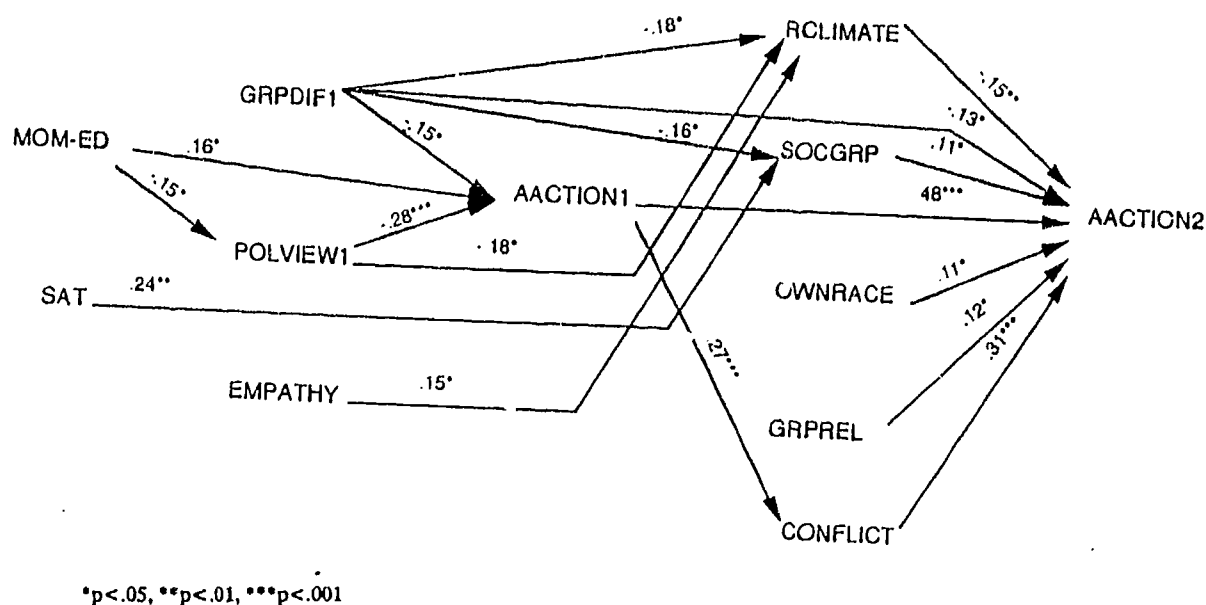 -.18*
RCLIMATE
GRPDIF1
-.15**
-.13*
MOM-ED
-.15*
-.16*
.11*
.16*
SOCGRP
-.15*
AACTION1
.48***
AACTION2
-.28***
POLVIEW1
.18*
SAT
.24**
OWNRACE
.11*
.12*
.31***
.27***
EMPATHY
.15*
GRPREL
CONFLICT
*p<.05, **p<.01, ***p<.001